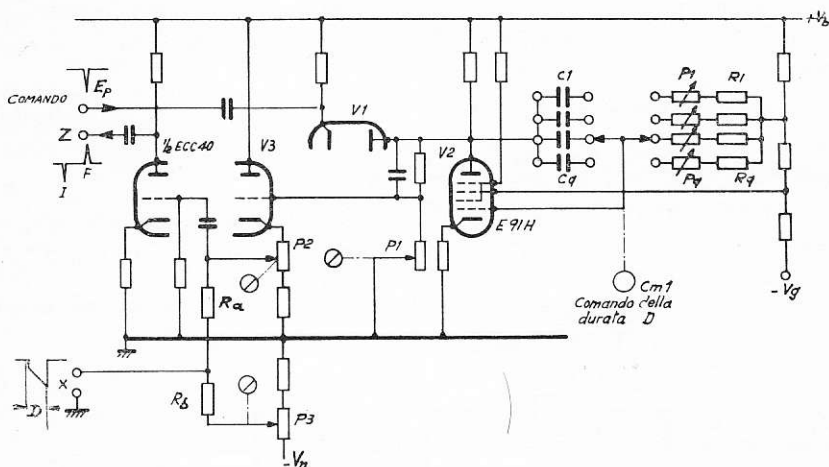 +Vb
COMANDO
Ep
Z
I
F
½ ECC40
V3
V1
V2
E91H
C1
Cq
P1
R1
Pq
Rq
P2
P1
Ra
Cm1
Comando della
durata D
-Vg
X
D
Rb
P3
-Vn